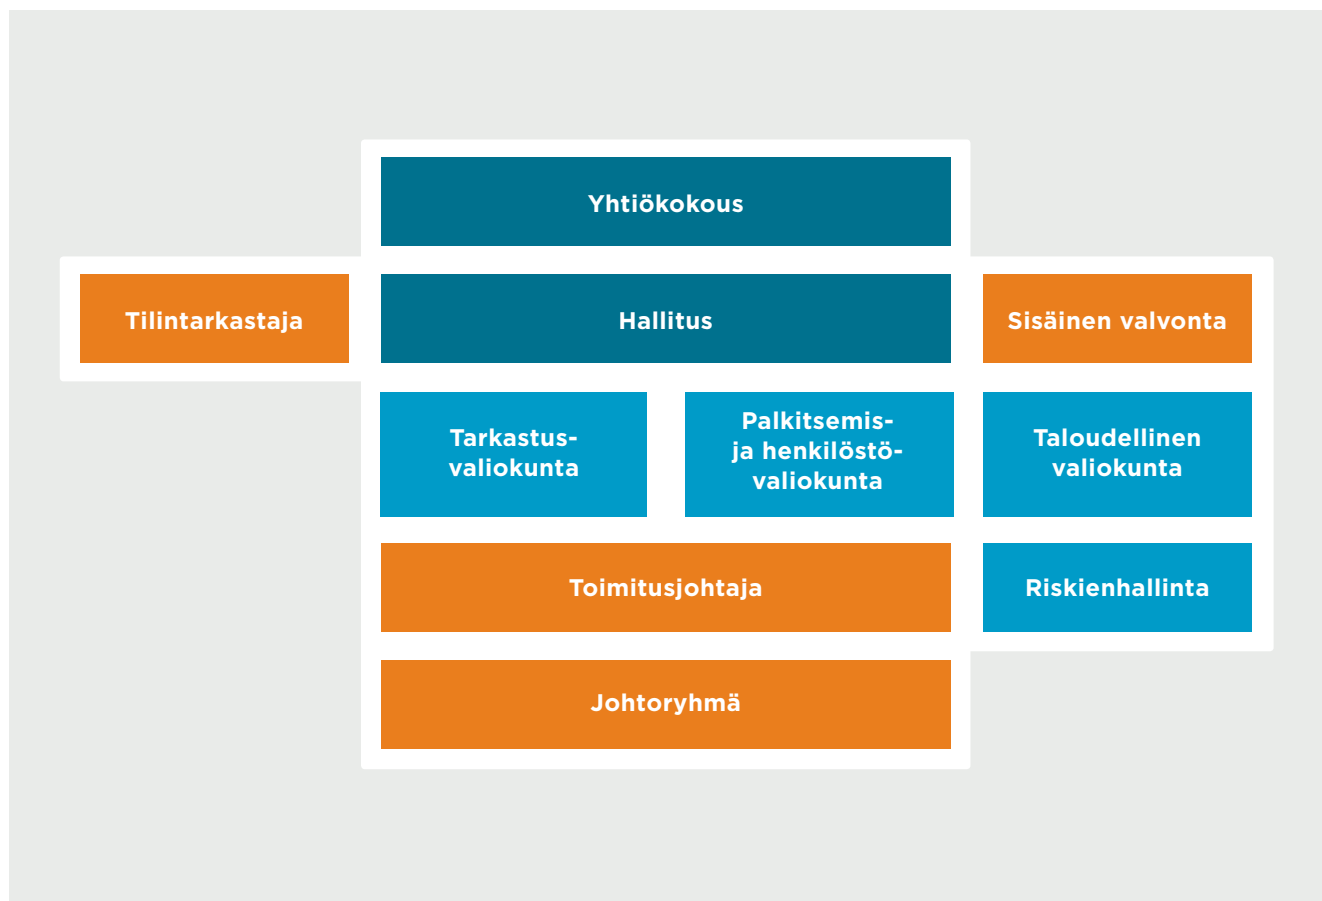 Yhtiökokous
Tilintarkastaja
Hallitus
Sisäinen valvonta
Tarkastus-
valiokunta
Palkitsemis-
ja henkilöstö-
valiokunta
Taloudellinen
valiokunta
Toimitusjohtaja
Riskienhallinta
Johtoryhmä